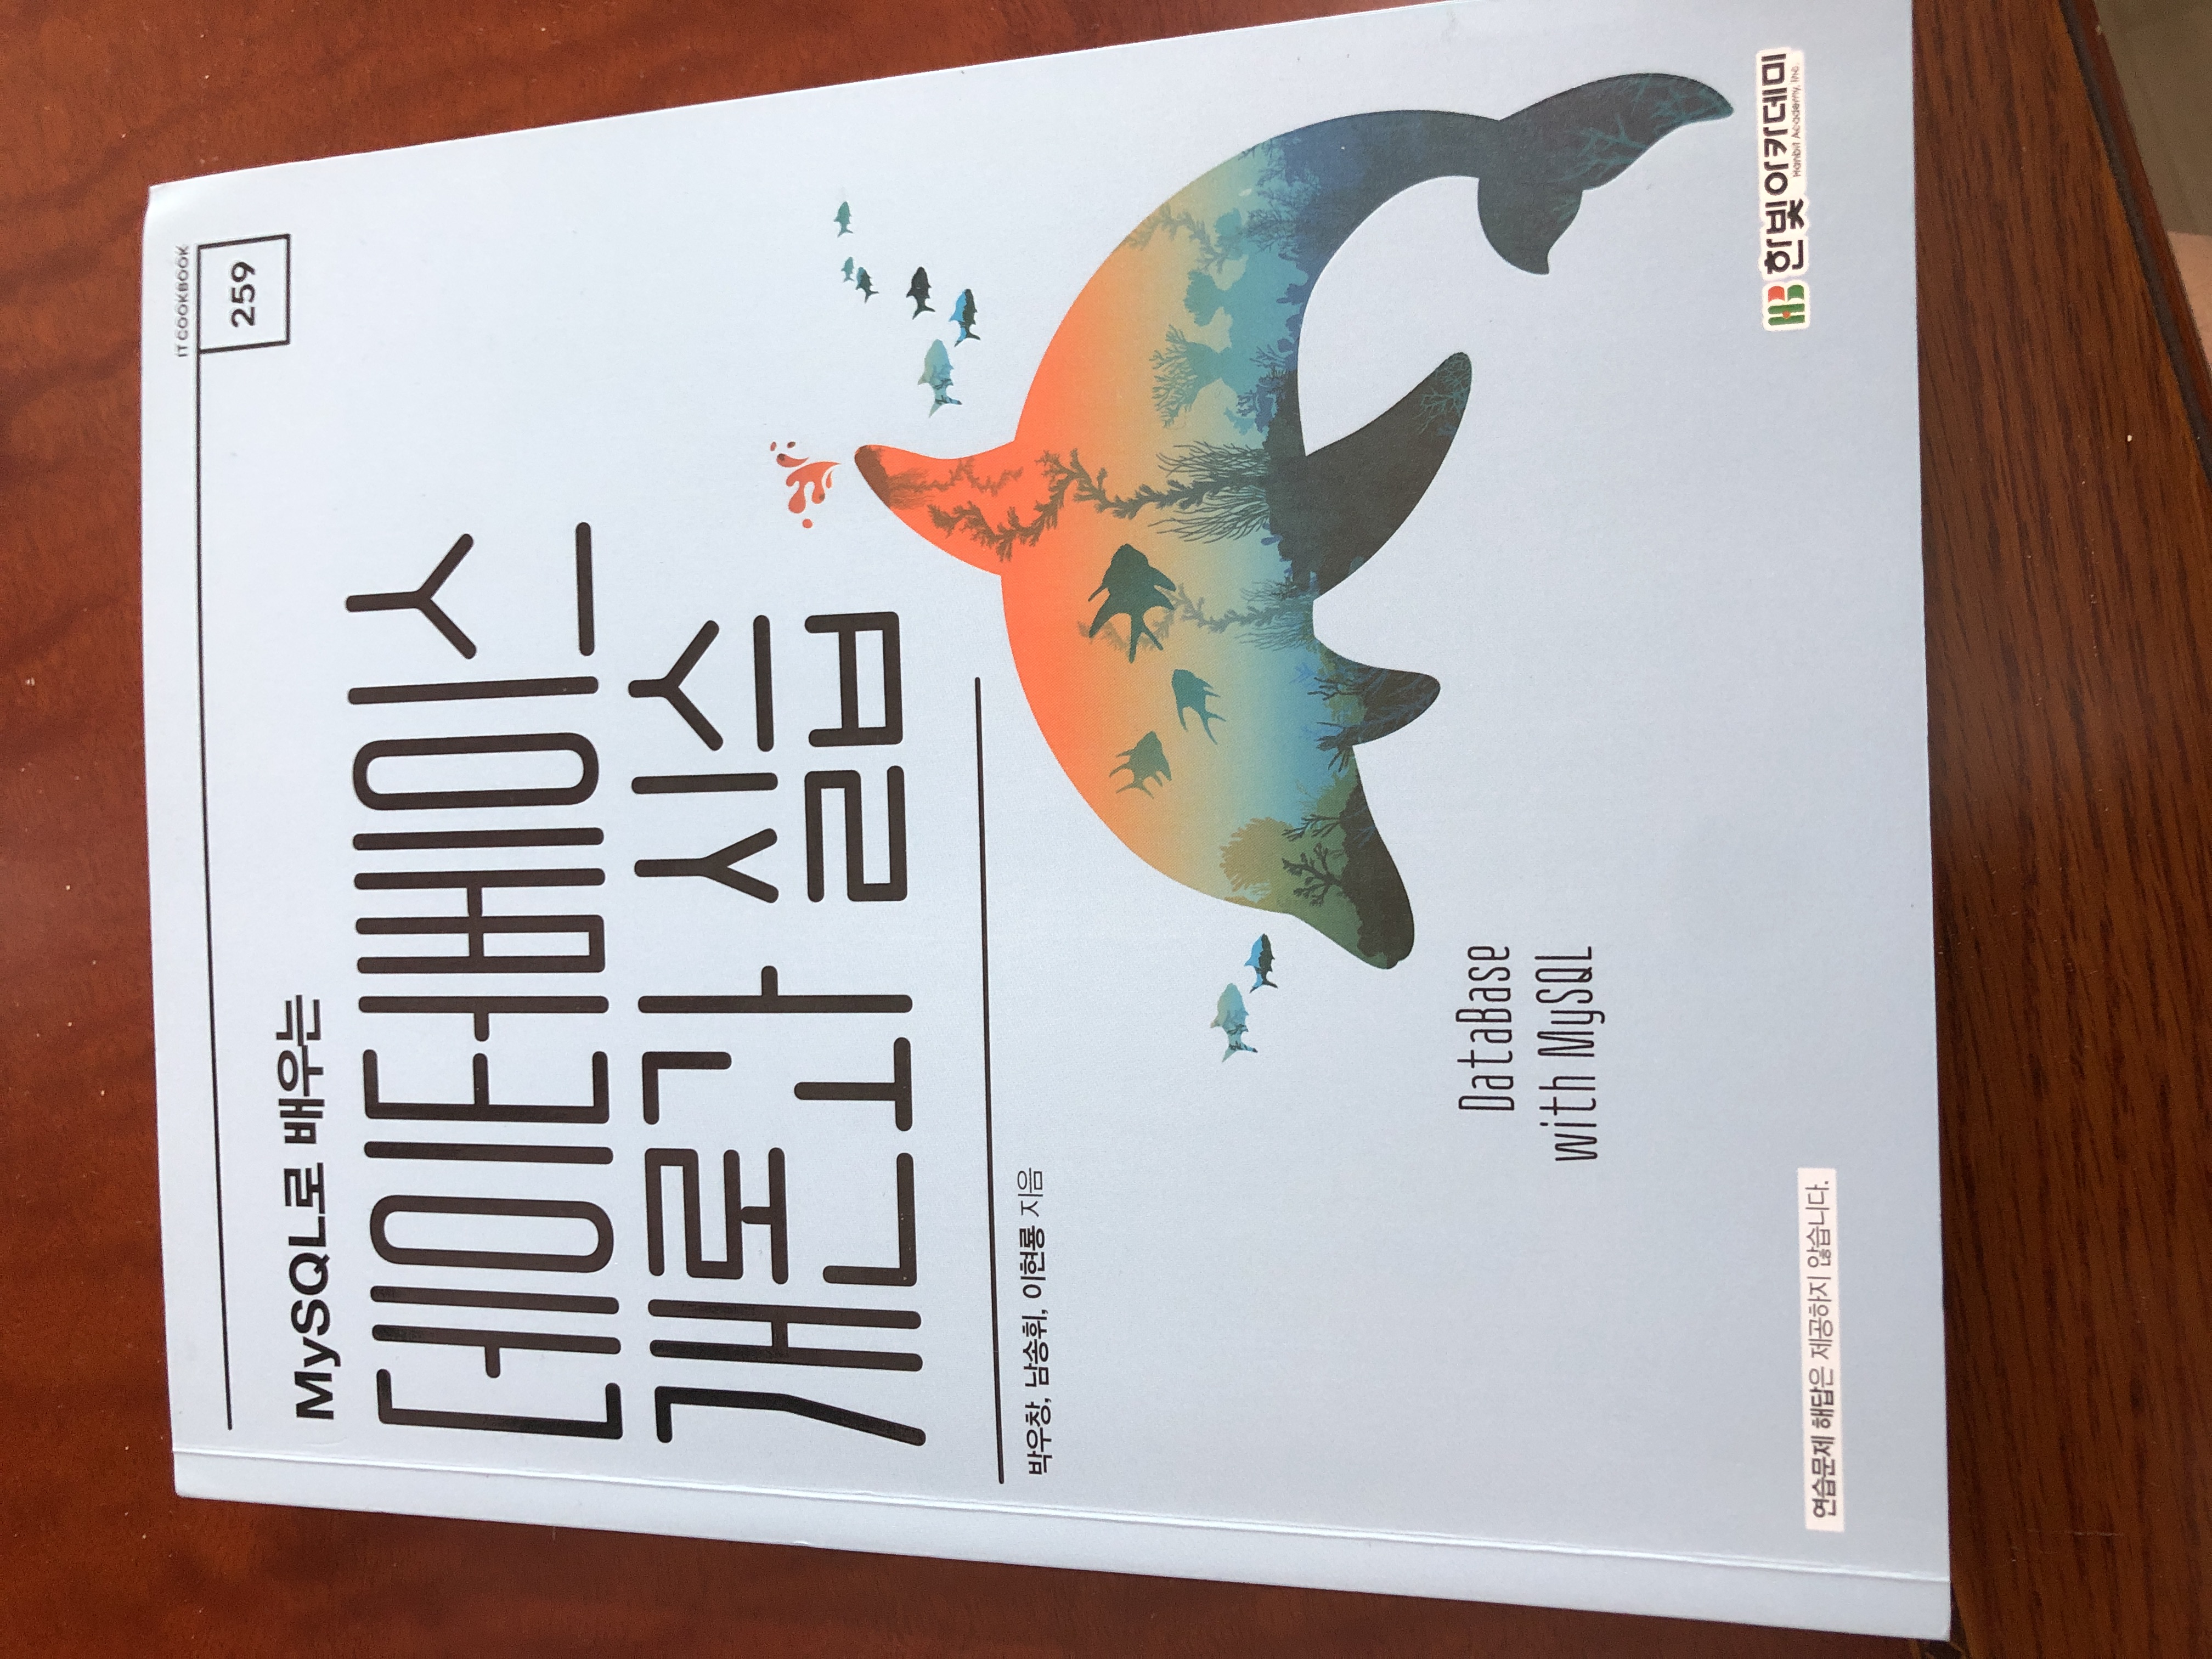 IT COOKBOOK
259
MySQL로 배우는
데이터베이스
개론과 실습
박우창, 남송휘, 이현룡 지음
DataBase
with MySQL
한빛아카데미
Hanbit Academy, Inc.
연습문제 해답은 제공하지 않습니다.